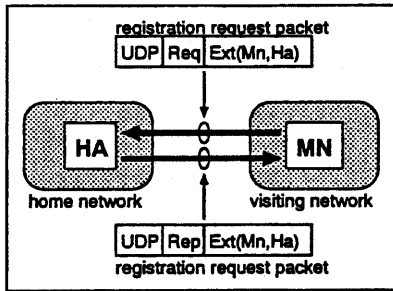 registration request packet
UDP Req Ext(Mn,Ha)
HA
MN
home network
visiting network
UDP Rep Ext(Mn,Ha)
registration request packet